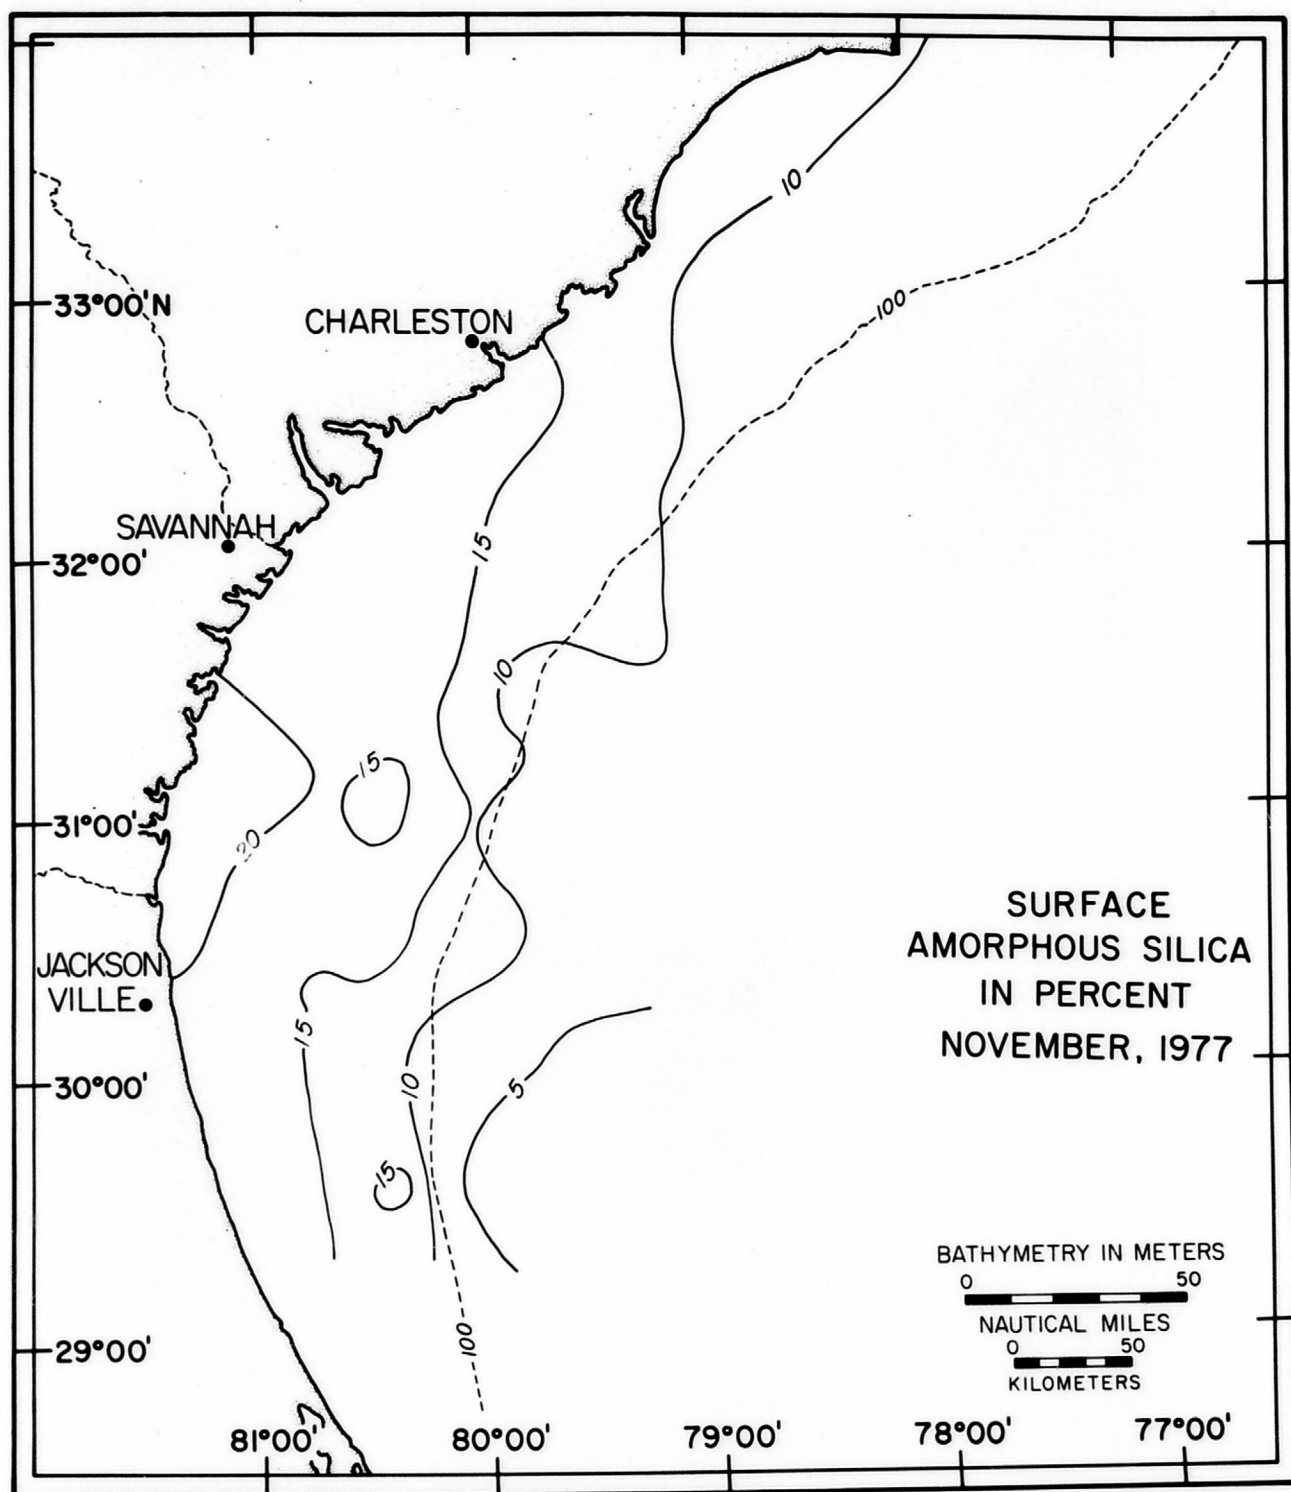 10
33°00'N
100
CHARLESTON
SAVANNAH
15
32°00'
10
15
31°00'
20
SURFACE
AMORPHOUS SILICA
IN PERCENT
NOVEMBER, 1977
JACKSON
VILLE
15
30°00'
10
5
15
BATHYMETRY IN METERS
0 50
NAUTICAL MILES
0 50
KILOMETERS
29°00'
100
81°00' 80°00' 79°00' 78°00' 77°00'